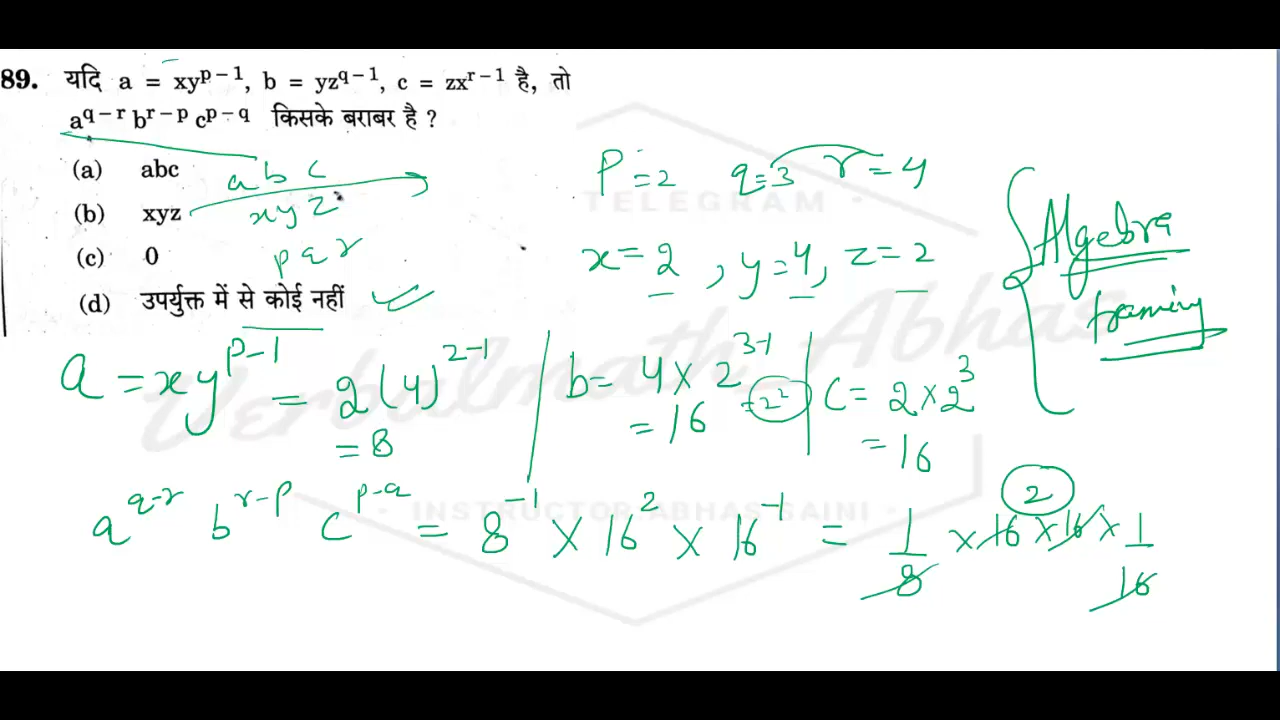 89. यदि a = xy^{p-1}, b = yz^{q-1}, c = zx^{r-1} है, तो
a^{q-r} b^{r-p} c^{p-q} किसके बराबर है ?
(a) abc
(b) xyz
(c) 0
(d) उपर्युक्त में से कोई नहीं
a b c
x y z
p q r
P = 2 q = 3 r = 4
x = 2, y = 4, z = 2
Algebra
framing
a = xy^{p-1} = 2(4)^{2-1}
= 8
b = 4 × 2^{3-1}
= 16 = 2^2
c = 2 × 2^3
= 16
a^{q-r} b^{r-p} c^{p-q} = 8^{-1} × 16^2 × 16^{-1} = 1/8 × 16 × 16 × 1/16
2
TELEGRAM
Verbalmath Abhas
INSTRUCTOR ABHAS SAINI